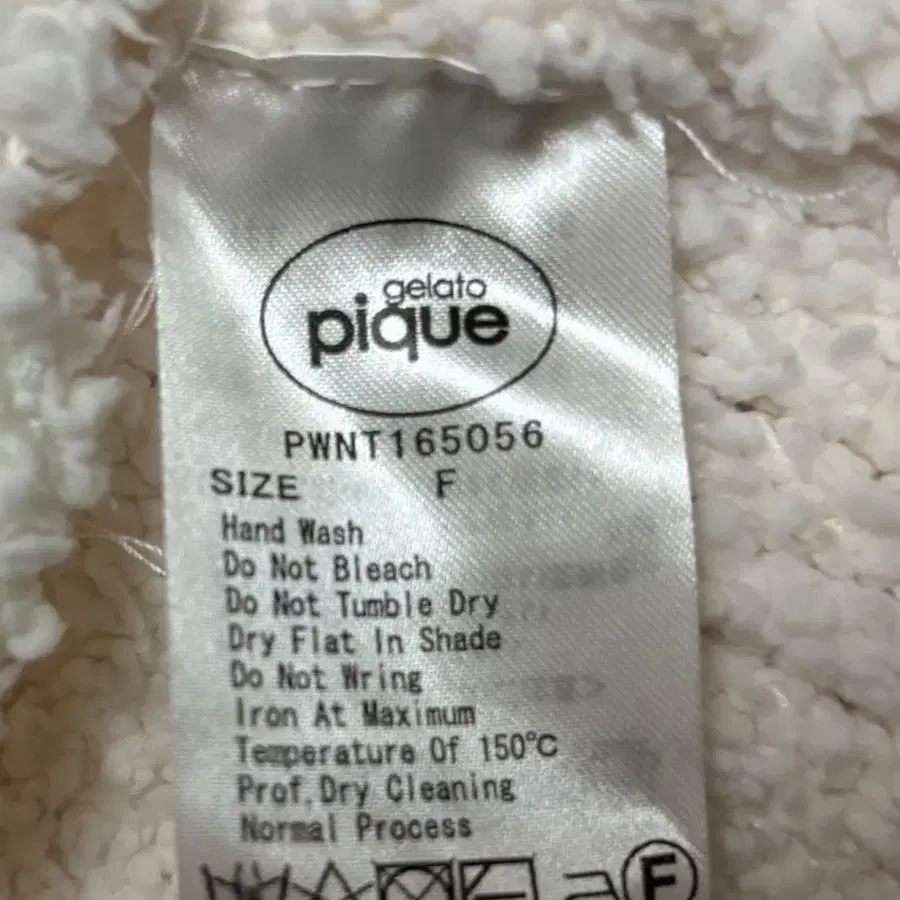 gelato
pique
PWNT165056
SIZE F
Hand Wash
Do Not Bleach
Do Not Tumble Dry
Dry Flat In Shade
Do Not Wring
Iron At Maximum
Temperature Of 150℃
Prof.Dry Cleaning
Normal Process
F